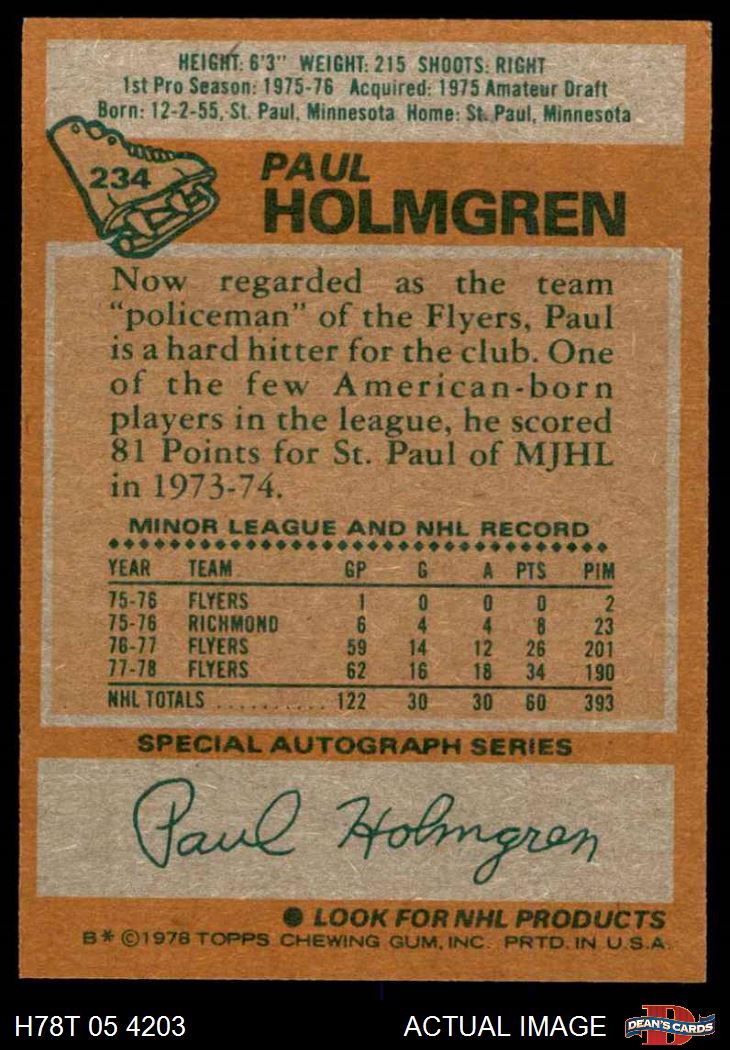 HEIGHT: 6'3" WEIGHT: 215 SHOOTS: RIGHT
1st Pro Season: 1975-76 Acquired: 1975 Amateur Draft
Born: 12-2-55, St. Paul, Minnesota Home: St. Paul, Minnesota
234
PAUL
HOLMGREN
Now regarded as the team
"policeman" of the Flyers, Paul
is a hard hitter for the club. One
of the few American-born
players in the league, he scored
81 Points for St. Paul of MJHL
in 1973-74.
MINOR LEAGUE AND NHL RECORD
YEAR TEAM GP G A PTS PIM
75-76 FLYERS 1 0 0 0 2
75-76 RICHMOND 6 4 4 8 23
76-77 FLYERS 59 14 12 26 201
77-78 FLYERS 62 16 18 34 190
NHL TOTALS .......... 122 30 30 60 393
SPECIAL AUTOGRAPH SERIES
Paul Holmgren
● LOOK FOR NHL PRODUCTS
B* ©1978 TOPPS CHEWING GUM, INC. PRTD. IN U.S.A.
H78T 05 4203 ACTUAL IMAGE DEAN'S CARDS